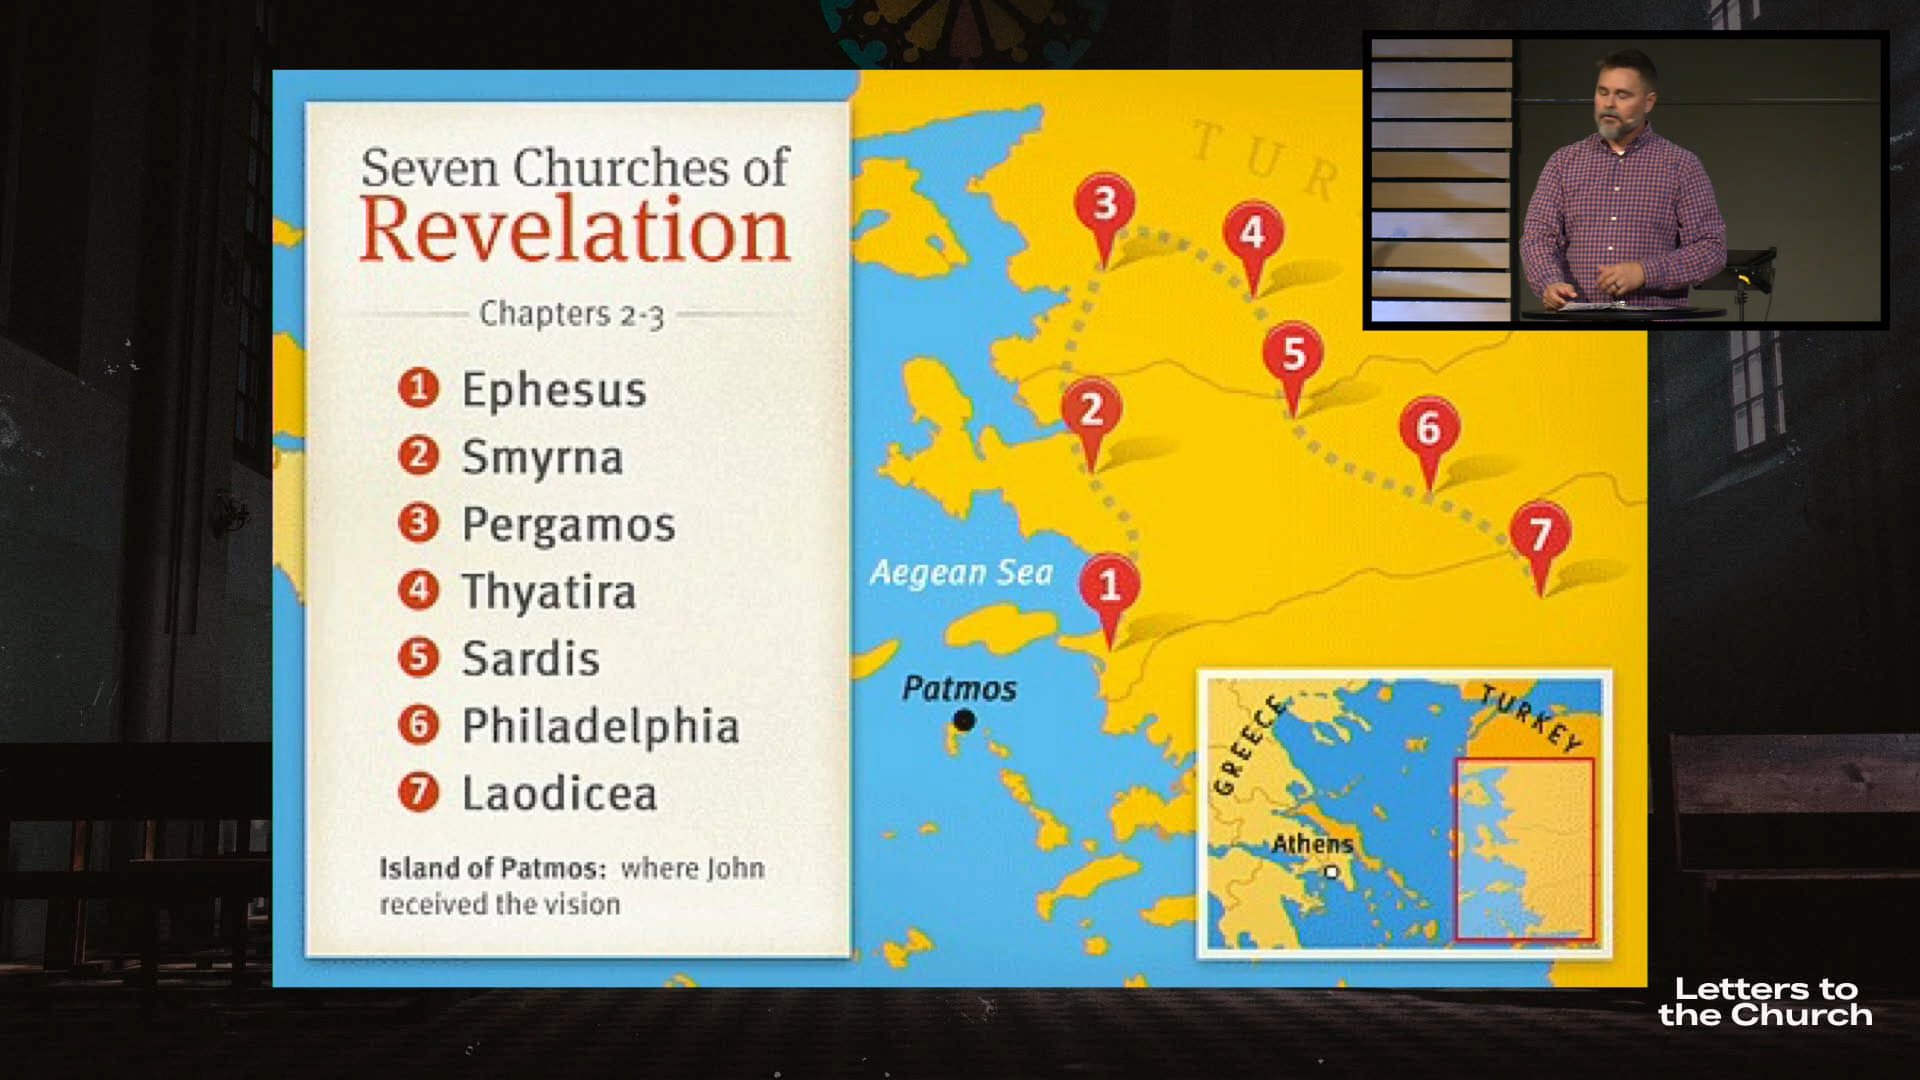 Seven Churches of
Revelation
Chapters 2-3
1 Ephesus
2 Smyrna
3 Pergamos
4 Thyatira
5 Sardis
6 Philadelphia
7 Laodicea
Island of Patmos: where John
received the vision
TUR
3
4
5
2
6
7
1
Aegean Sea
Patmos
GREECE
TURKEY
Athens
Letters to
the Church